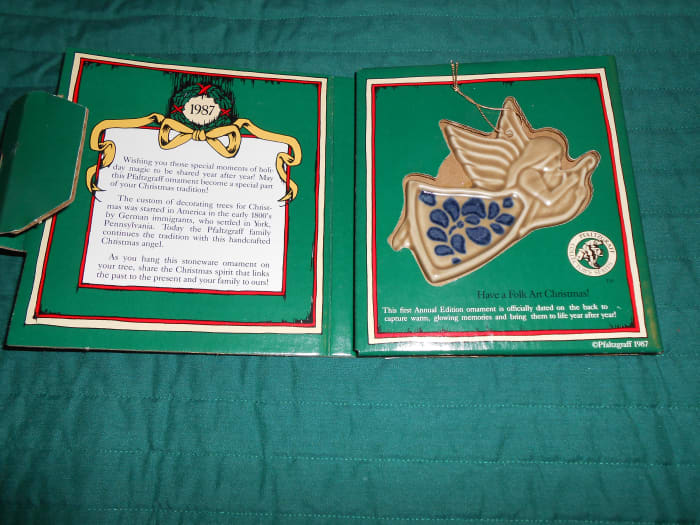 1987
Wishing you those special moments of holi-
day magic to be shared year after year! May
this Pfaltzgraff ornament become a special part
of your Christmas tradition!
The custom of decorating trees for Christ-
mas was started in America in the early 1800's
by German immigrants, who settled in York,
Pennsylvania. Today the Pfaltzgraff family
continues the tradition with this handcrafted
Christmas angel.
As you hang this stoneware ornament on
your tree, share the Christmas spirit that links
the past to the present and your family to ours!
PFALTZGRAFF
Have a Folk Art Christmas!
This first Annual Edition ornament is officially dated on the back to
capture warm, glowing memories and bring them to life year after year!
©Pfaltzgraff 1987